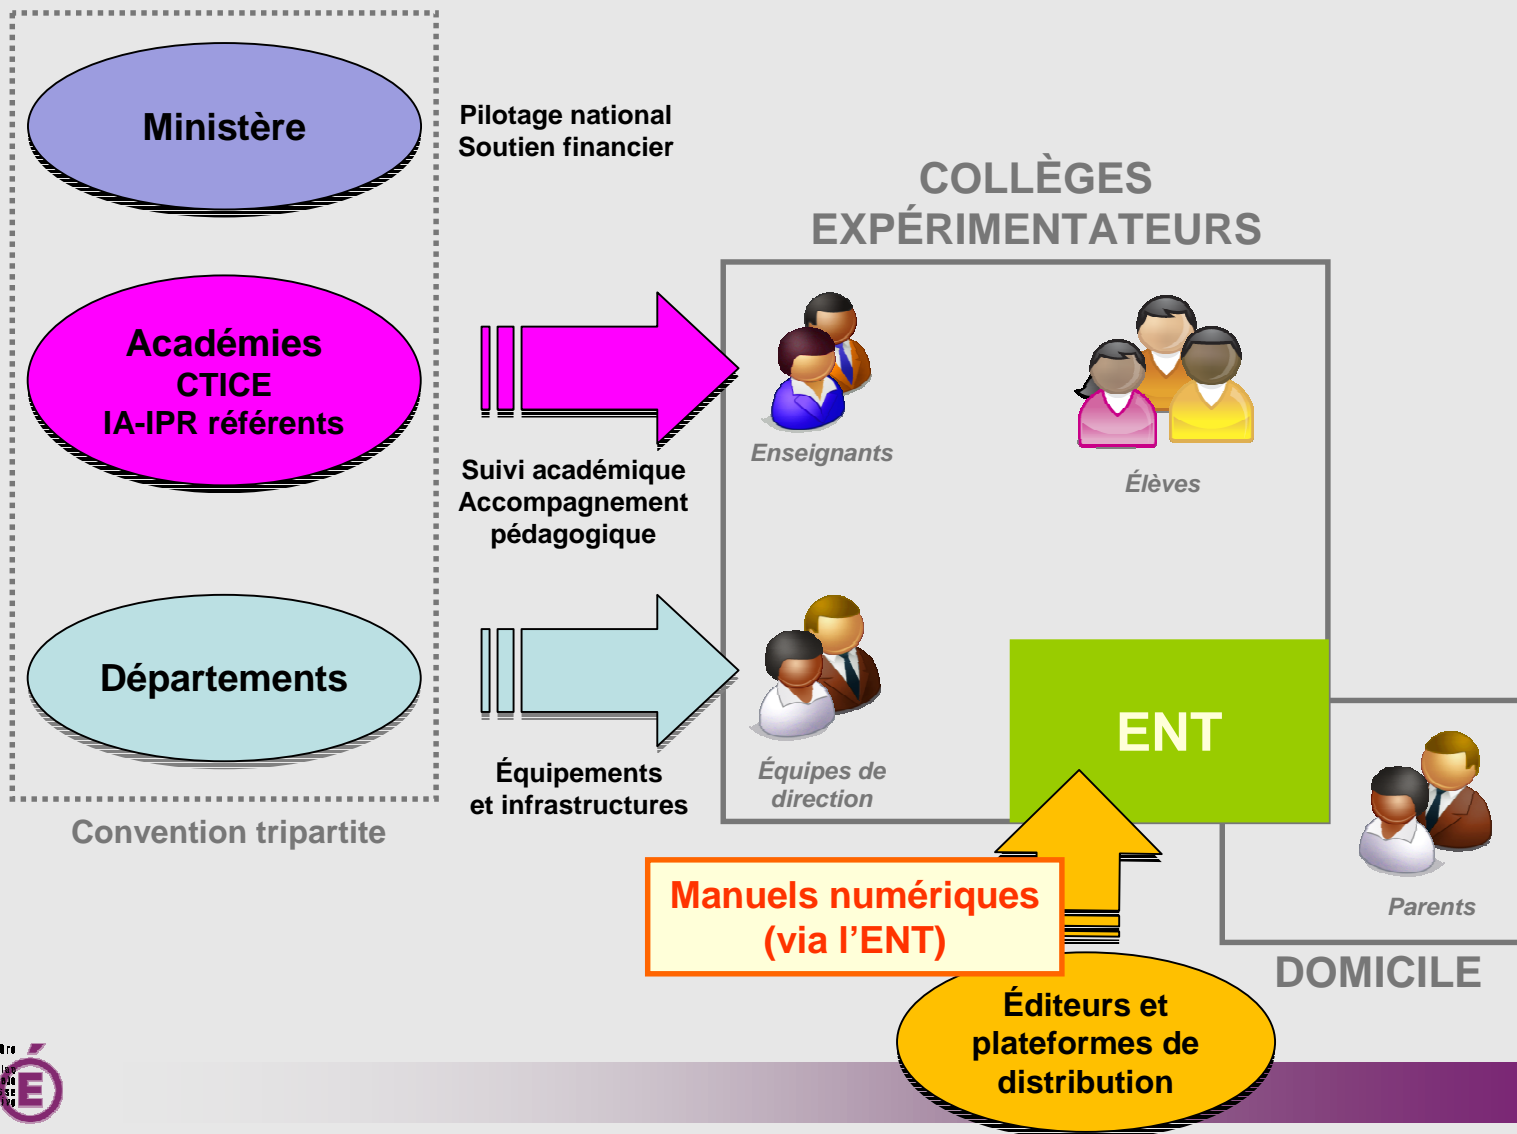 Ministère
Pilotage national
Soutien financier
COLLÈGES
EXPÉRIMENTATEURS
Académies
CTICE
IA-IPR référents
Suivi académique
Accompagnement
pédagogique
Enseignants
Élèves
Départements
Équipements
et infrastructures
Équipes de
direction
ENT
Convention tripartite
Parents
Manuels numériques
(via l’ENT)
DOMICILE
Éditeurs et
plateformes de
distribution
É